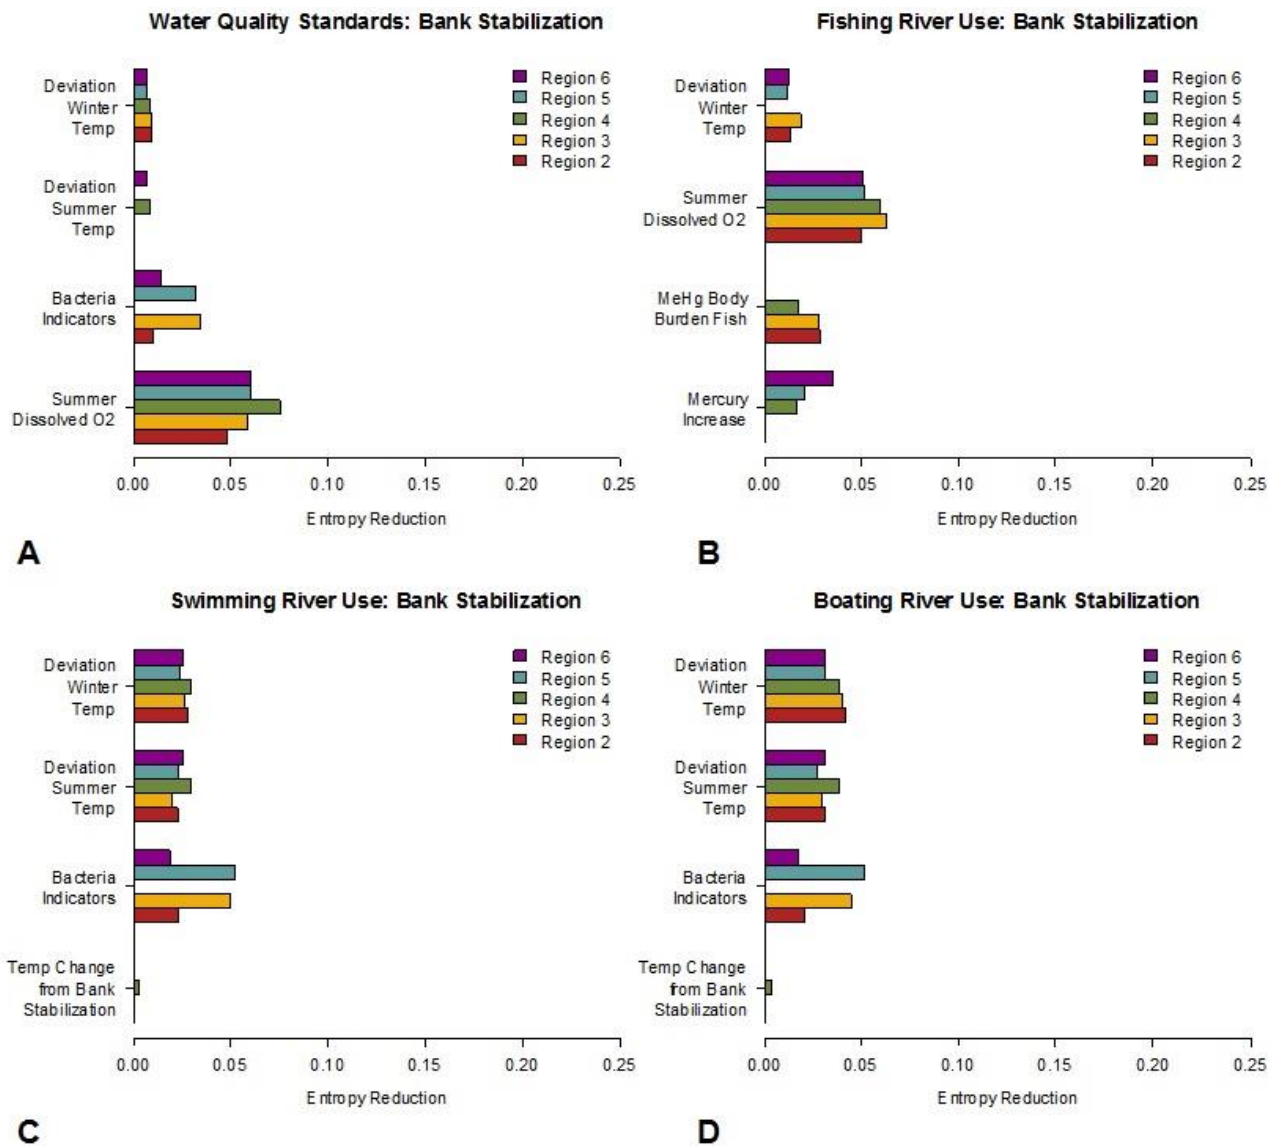 Water Quality Standards: Bank Stabilization
Deviation
Winter
Temp
Deviation
Summer
Temp
Bacteria
Indicators
Summer
Dissolved O2
Region 6
Region 5
Region 4
Region 3
Region 2
0.00 0.05 0.10 0.15 0.20 0.25
Entropy Reduction
A
Fishing River Use: Bank Stabilization
Deviation
Winter
Temp
Summer
Dissolved O2
MeHg Body
Burden Fish
Mercury
Increase
Region 6
Region 5
Region 4
Region 3
Region 2
0.00 0.05 0.10 0.15 0.20 0.25
Entropy Reduction
B
Swimming River Use: Bank Stabilization
Deviation
Winter
Temp
Deviation
Summer
Temp
Bacteria
Indicators
Temp Change
from Bank
Stabilization
Region 6
Region 5
Region 4
Region 3
Region 2
0.00 0.05 0.10 0.15 0.20 0.25
Entropy Reduction
C
Boating River Use: Bank Stabilization
Deviation
Winter
Temp
Deviation
Summer
Temp
Bacteria
Indicators
Temp Change
from Bank
Stabilization
Region 6
Region 5
Region 4
Region 3
Region 2
0.00 0.05 0.10 0.15 0.20 0.25
Entropy Reduction
D